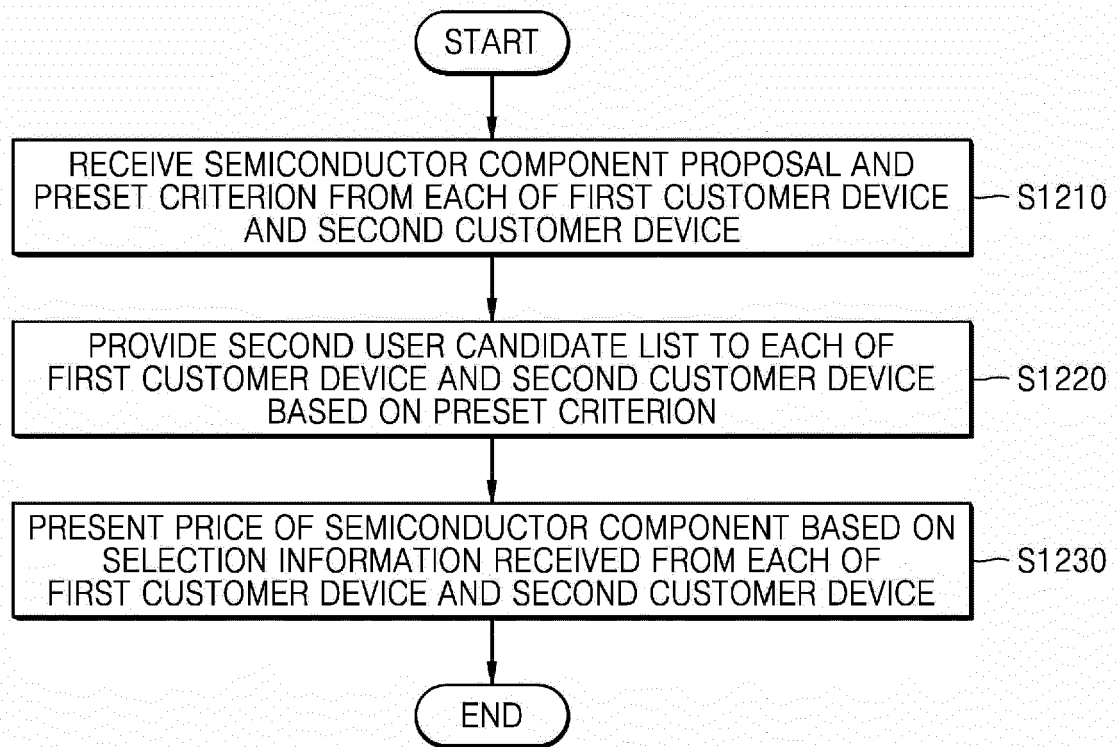 START
RECEIVE SEMICONDUCTOR COMPONENT PROPOSAL AND
PRESET CRITERION FROM EACH OF FIRST CUSTOMER DEVICE
AND SECOND CUSTOMER DEVICE
S1210
PROVIDE SECOND USER CANDIDATE LIST TO EACH OF
FIRST CUSTOMER DEVICE AND SECOND CUSTOMER DEVICE
BASED ON PRESET CRITERION
S1220
PRESENT PRICE OF SEMICONDUCTOR COMPONENT BASED ON
SELECTION INFORMATION RECEIVED FROM EACH OF
FIRST CUSTOMER DEVICE AND SECOND CUSTOMER DEVICE
S1230
END